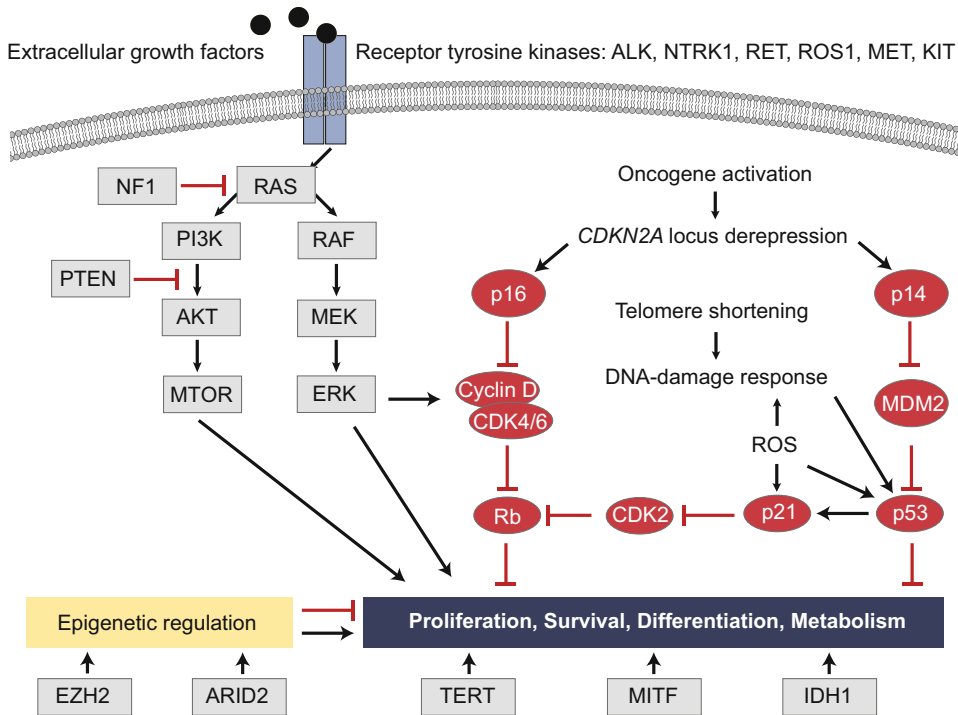 Extracellular growth factors
Receptor tyrosine kinases: ALK, NTRK1, RET, ROS1, MET, KIT
NF1
RAS
Oncogene activation
PI3K
RAF
CDKN2A locus derepression
PTEN
p16
p14
AKT
MEK
Telomere shortening
MTOR
ERK
Cyclin D
CDK4/6
DNA-damage response
MDM2
ROS
Rb
CDK2
p21
p53
Epigenetic regulation
Proliferation, Survival, Differentiation, Metabolism
EZH2
ARID2
TERT
MITF
IDH1